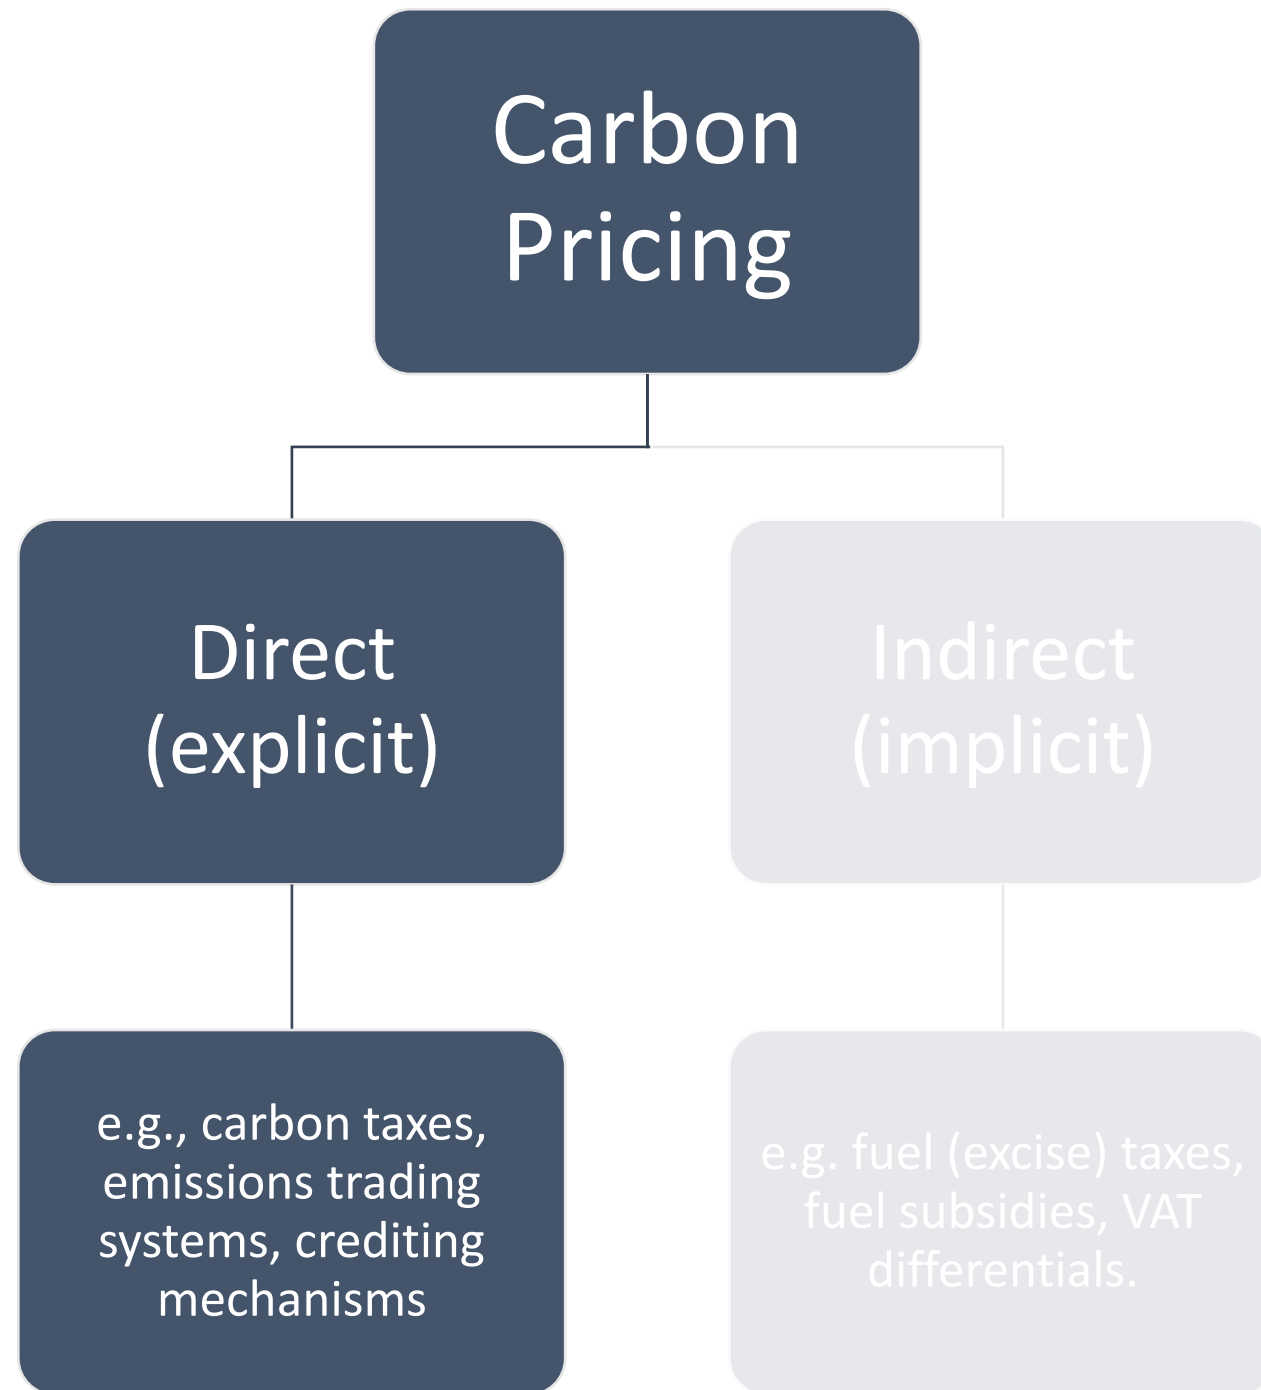 Carbon
Pricing
Direct
(explicit)
Indirect
(implicit)
e.g., carbon taxes,
emissions trading
systems, crediting
mechanisms
e.g. fuel (excise) taxes,
fuel subsidies, VAT
differentials.